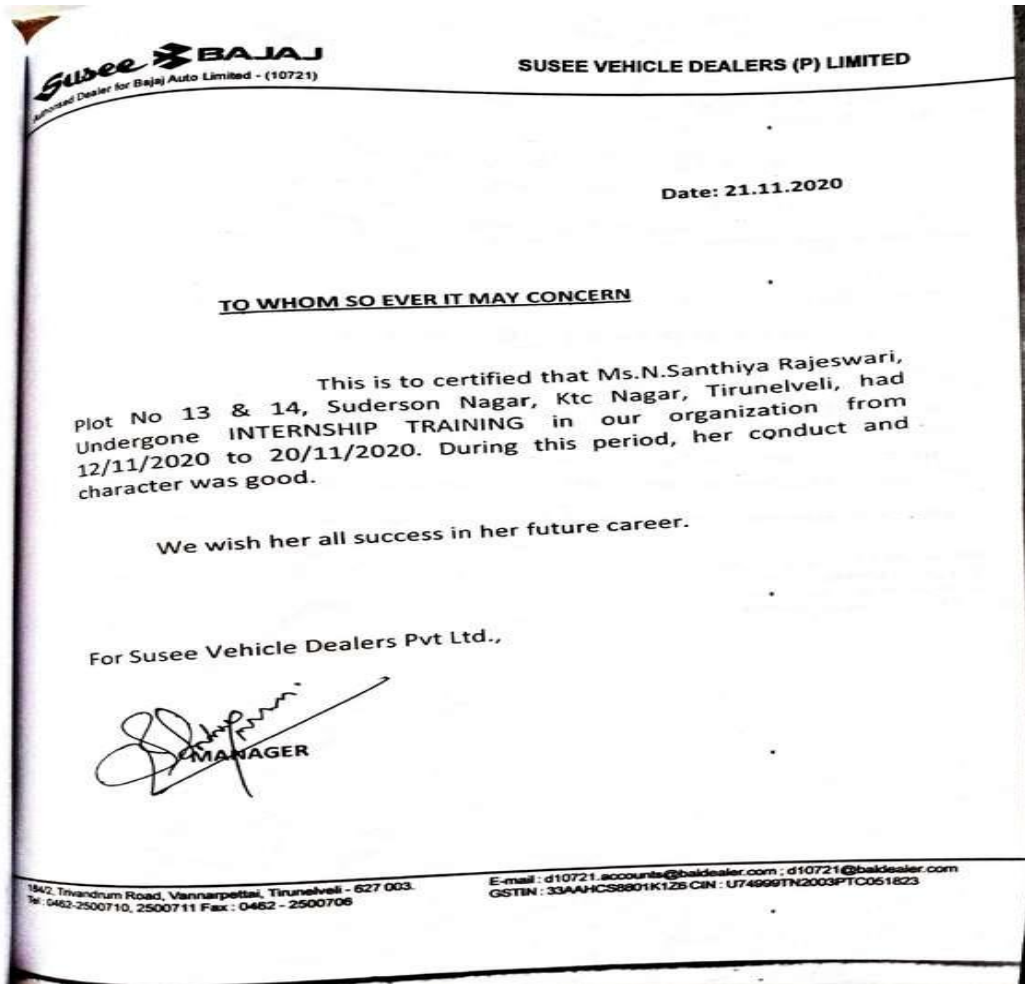 Susee BAJAJ
Authorised Dealer for Bajaj Auto Limited - (10721)
SUSEE VEHICLE DEALERS (P) LIMITED
Date: 21.11.2020
TO WHOM SO EVER IT MAY CONCERN
This is to certified that Ms.N.Santhiya Rajeswari,
Plot No 13 & 14, Suderson Nagar, Ktc Nagar, Tirunelveli, had
Undergone INTERNSHIP TRAINING in our organization from
12/11/2020 to 20/11/2020. During this period, her conduct and
character was good.
We wish her all success in her future career.
For Susee Vehicle Dealers Pvt Ltd.,
MANAGER
184/2, Trivandrum Road, Vannarpettai, Tirunelveli - 627 003.
Tel : 0462-2500710, 2500711 Fax : 0462 - 2500706
E-mail : d10721.accounts@baldealer.com ; d10721@baldealer.com
GSTIN : 33AAHCS8801K1Z6 CIN : U74999TN2003PTC051823